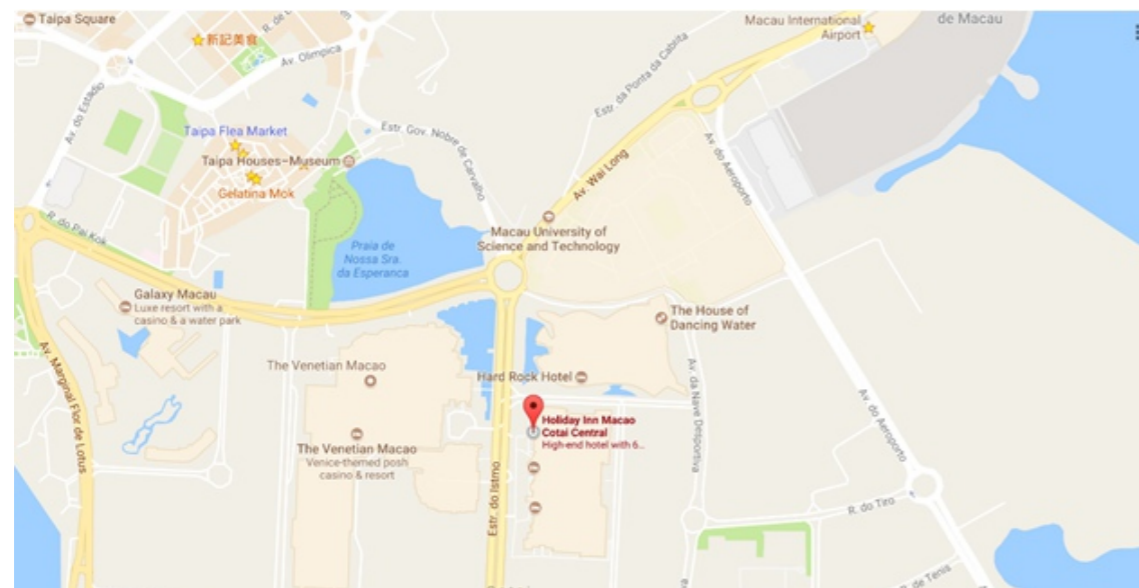 Taipa Square
新記美食
Av. Olimpica
Macau International
Airport
de Macau
Estr. da Ponta da Cabrita
Av. do Estádio
Taipa Flea Market
Estr. Gov. Nobre de Carvalho
Taipa Houses–Museum
Gelatina Mok
Av. Wai Long
Av. do Aeroporto
R. do Pai Kok
Macau University of
Science and Technology
Praia de
Nossa Sra.
da Esperanca
Galaxy Macau
Luxe resort with a
casino & a water park
The House of
Dancing Water
Av. Marginal Flor de Lotus
The Venetian Macao
Hard Rock Hotel
Av. da Nave Desportiva
Av. do Aeroporto
Holiday Inn Macao
Cotai Central
High-end hotel with 6...
The Venetian Macao
Venice-themed posh
casino & resort
Estr. do Istmo
R. do Tiro
R. de Tenis